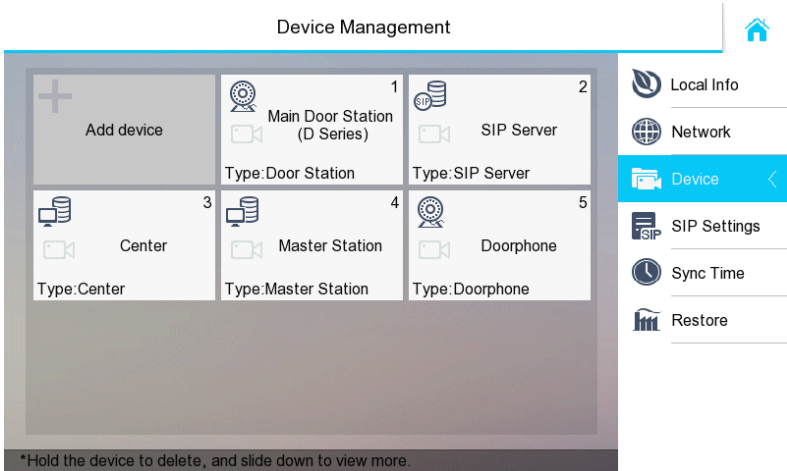 Device Management
Add device
1
Main Door Station
(D Series)
Type:Door Station
2
SIP
SIP Server
Type:SIP Server
3
Center
Type:Center
4
Master Station
Type:Master Station
5
Doorphone
Type:Doorphone
*Hold the device to delete, and slide down to view more.
Local Info
Network
Device
SIP
SIP Settings
Sync Time
Restore